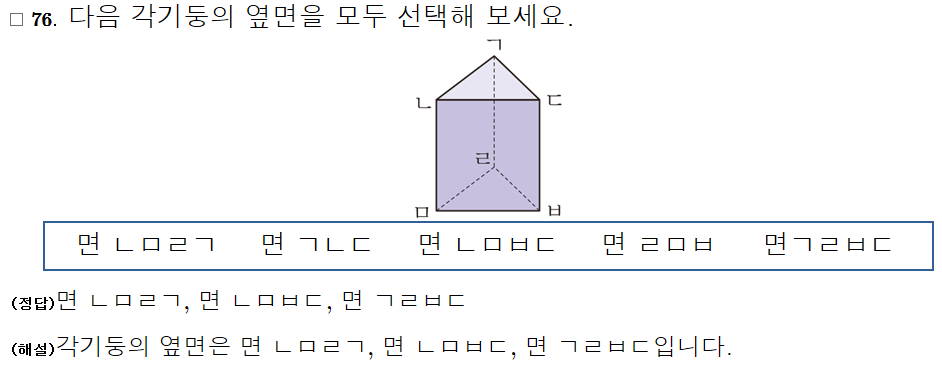 □ 76. 다음 각기둥의 옆면을 모두 선택해 보세요.
ㄱ
ㄴ ㄷ
ㄹ
ㅁ ㅂ
면 ㄴㅁㄹㄱ 면 ㄱㄴㄷ 면 ㄴㅁㅂㄷ 면 ㄹㅁㅂ 면ㄱㄹㅂㄷ
(정답)면 ㄴㅁㄹㄱ, 면 ㄴㅁㅂㄷ, 면 ㄱㄹㅂㄷ
(해설)각기둥의 옆면은 면 ㄴㅁㄹㄱ, 면 ㄴㅁㅂㄷ, 면 ㄱㄹㅂㄷ입니다.